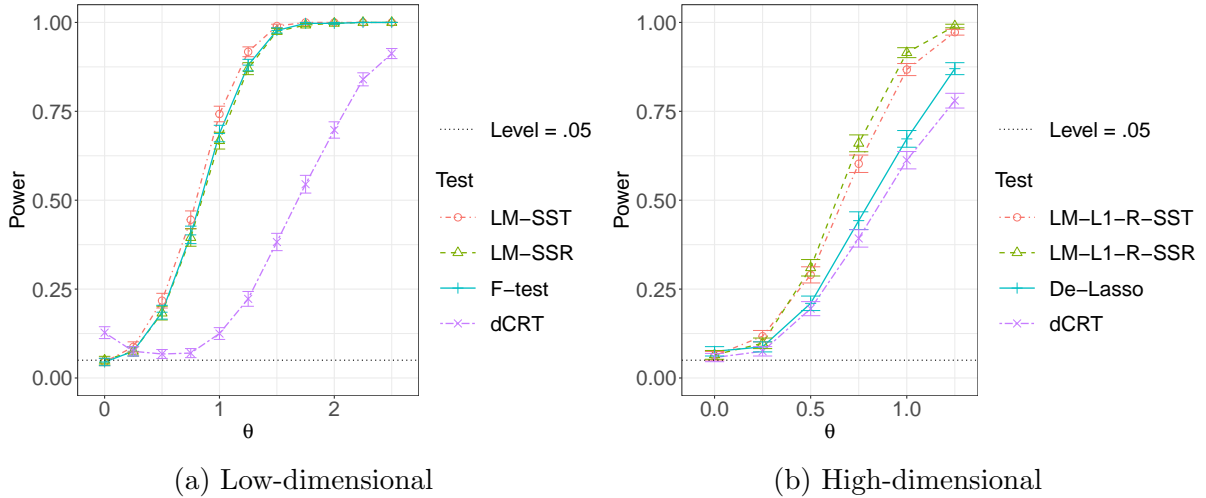 1.00
0.75
0.50
0.25
0.00
Power
0 1 2
θ
Level = .05
Test
LM−SST
LM−SSR
F−test
dCRT
(a) Low-dimensional
1.00
0.75
0.50
0.25
0.00
Power
0.0 0.5 1.0
θ
Level = .05
Test
LM−L1−R−SST
LM−L1−R−SSR
De−Lasso
dCRT
(b) High-dimensional